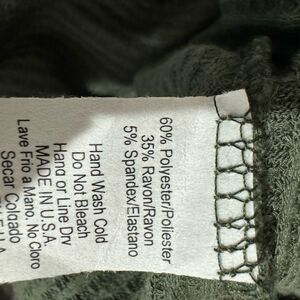 60% Polyester/Poliester
35% Rayon/Rayon
5% Spandex/Elastano
Hand Wash Cold
Do Not Bleach
Hang or Line Dry
MADE IN U.S.A
Lave Frio a Mano, No Cloro
Secar Colgado